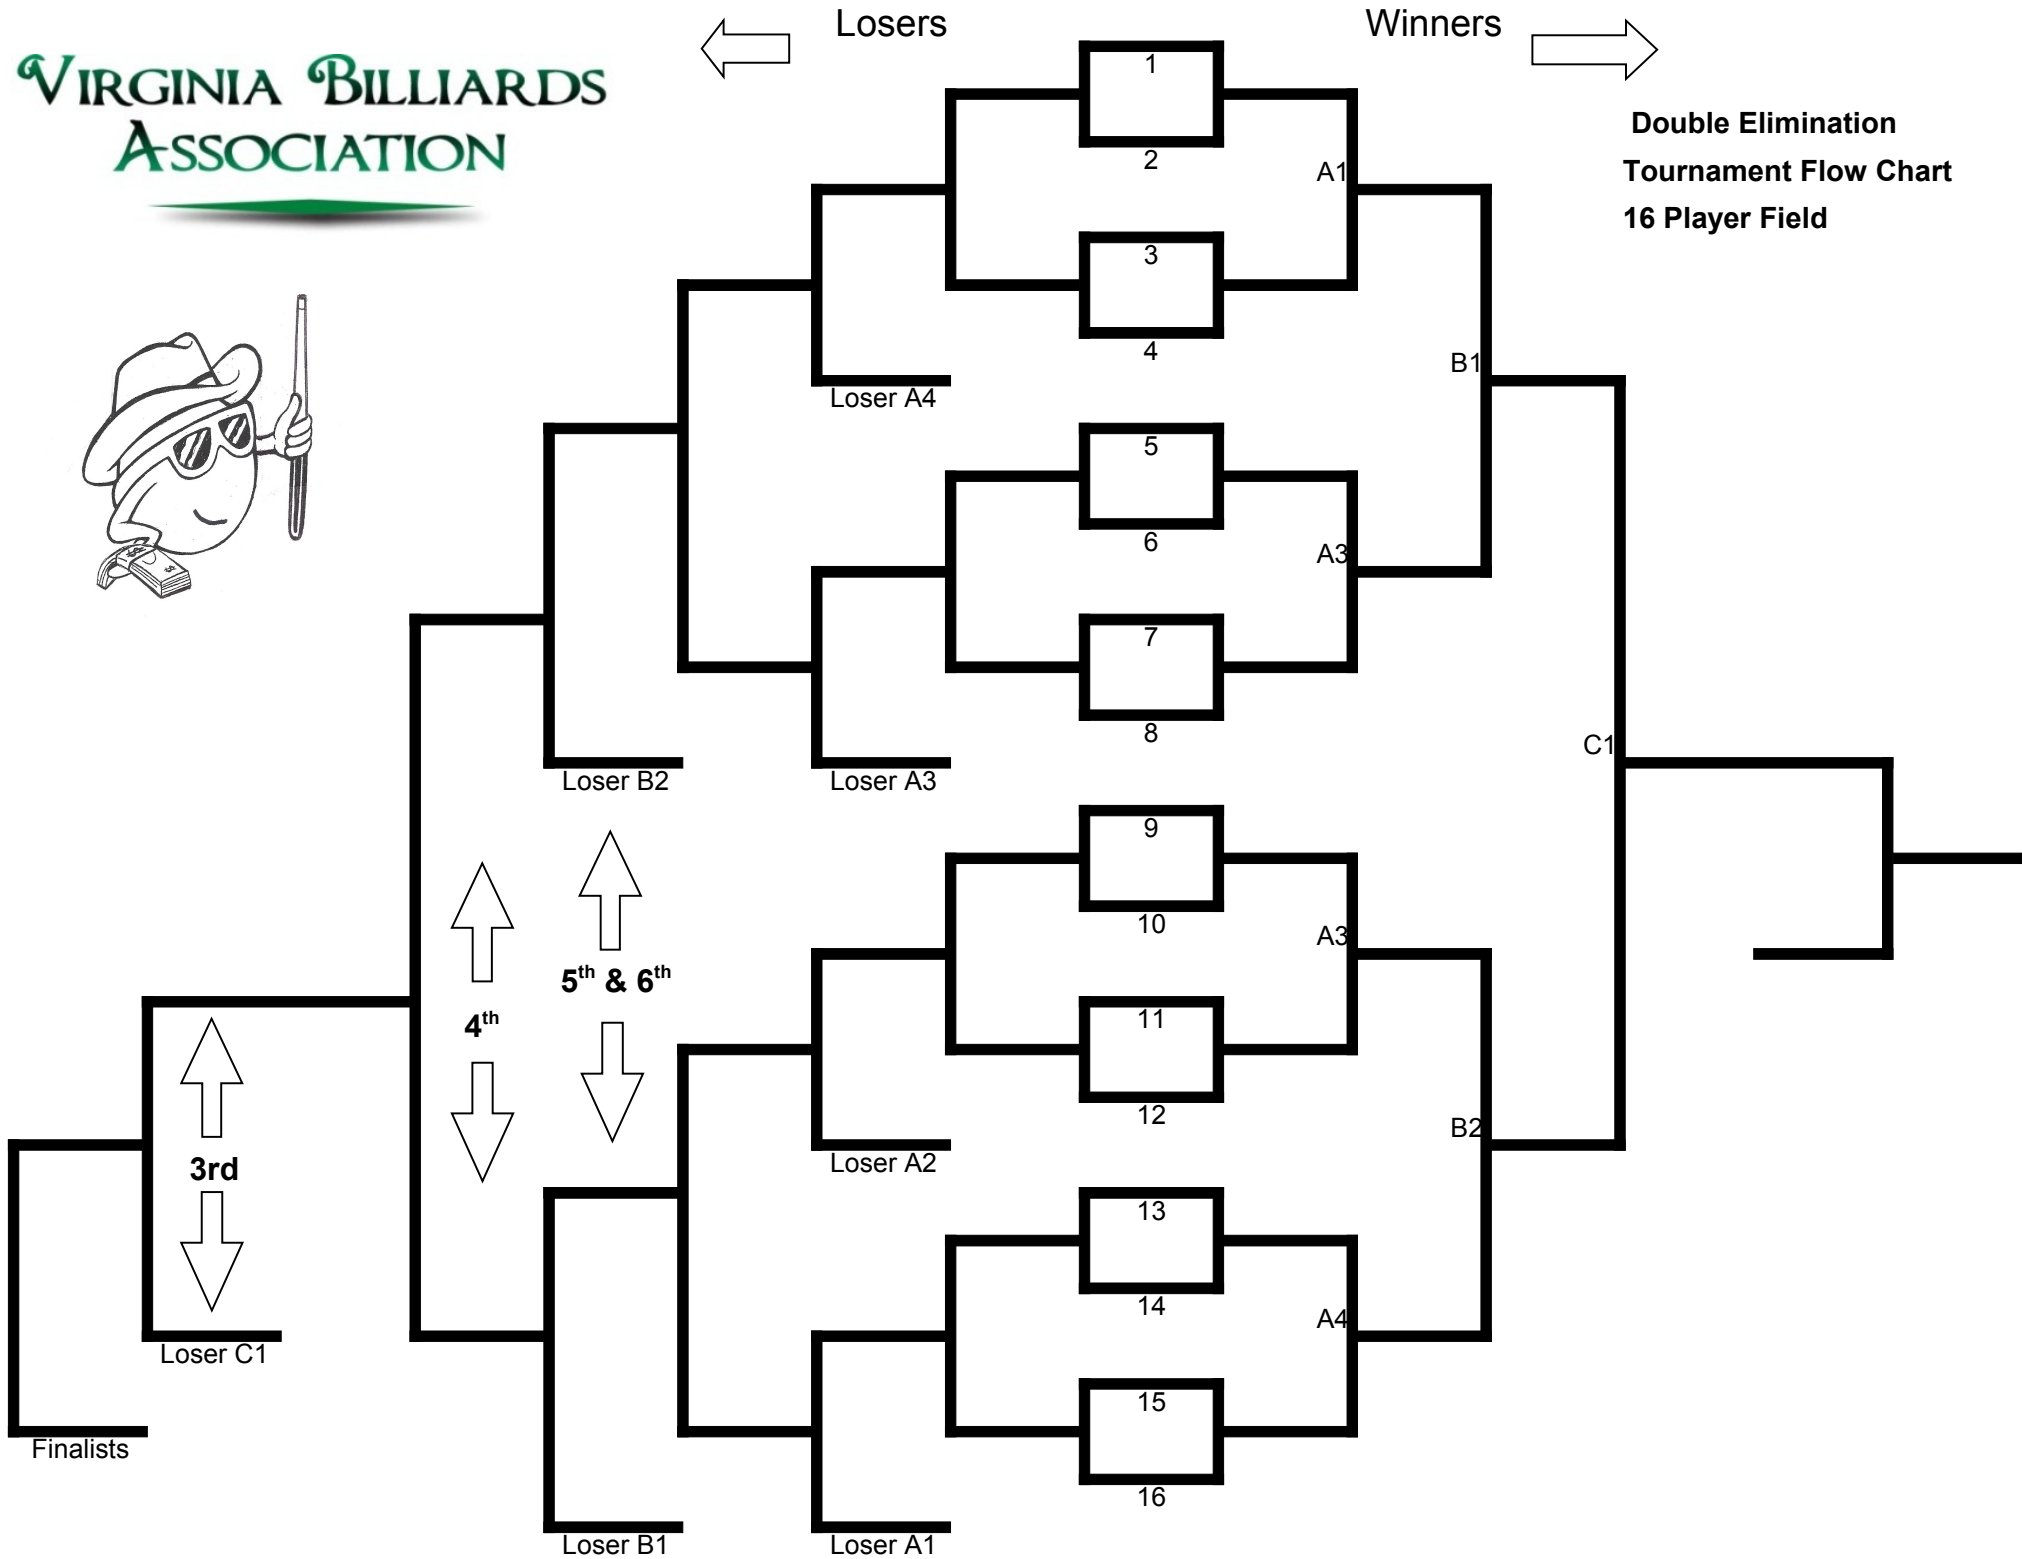 Losers
Winners
VIRGINIA BILLIARDS
ASSOCIATION
Double Elimination
Tournament Flow Chart
16 Player Field
1
2
A1
3
4
Loser A4
B1
5
6
A3
7
8
Loser B2
Loser A3
C1
9
10
A3
5th & 6th
4th
11
12
Loser A2
B2
3rd
13
14
A4
Loser C1
15
Finalists
16
Loser B1
Loser A1